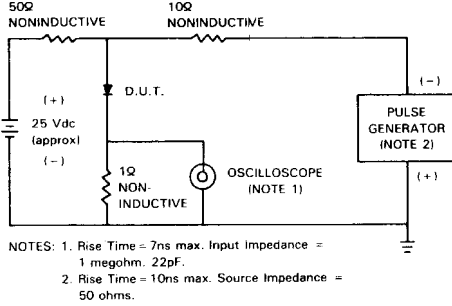 50Ω
NONINDUCTIVE
10Ω
NONINDUCTIVE
D.U.T.
(+)
25 Vdc
(approx)
(−)
1Ω
NON-
INDUCTIVE
OSCILLOSCOPE
(NOTE 1)
(−)
PULSE
GENERATOR
(NOTE 2)
(+)
NOTES: 1. Rise Time = 7ns max. Input Impedance =
1 megohm. 22pF.
2. Rise Time = 10ns max. Source Impedance =
50 ohms.